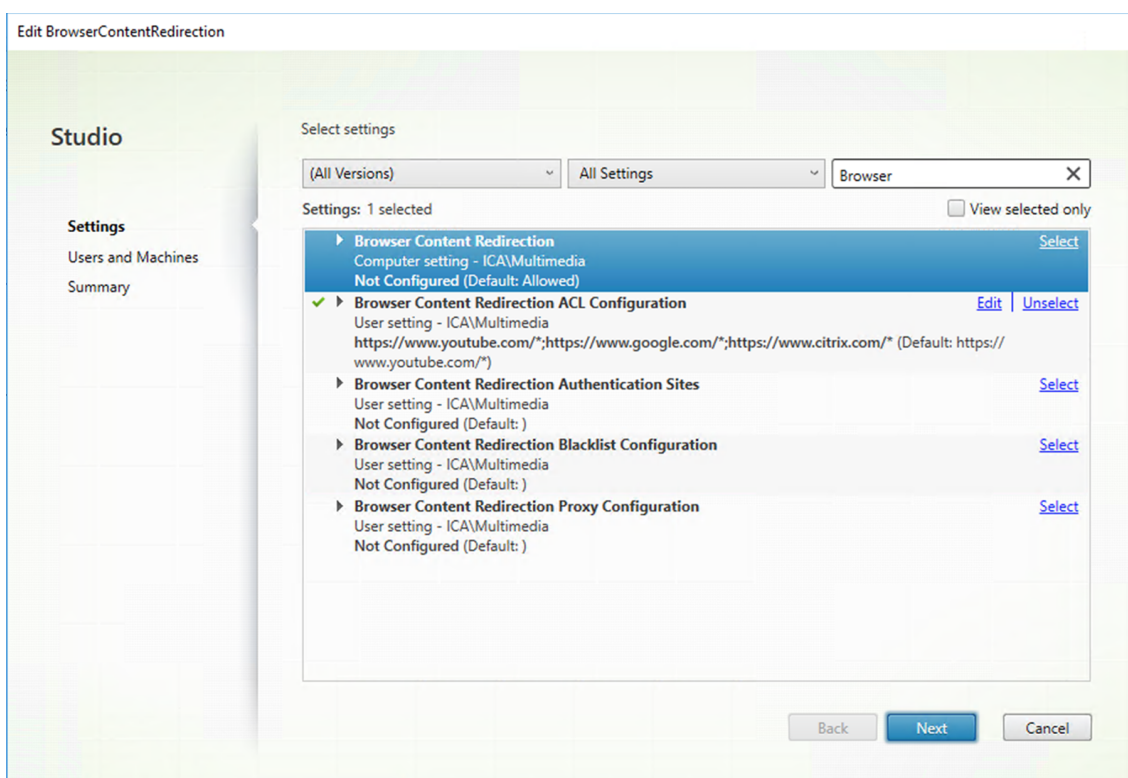 Edit BrowserContentRedirection
Studio
Settings
Users and Machines
Summary
Select settings
(All Versions)
All Settings
Browser
Settings: 1 selected
View selected only
Browser Content Redirection
Select
Computer setting - ICA\Multimedia
Not Configured (Default: Allowed)
Browser Content Redirection ACL Configuration
Edit | Unselect
User setting - ICA\Multimedia
https://www.youtube.com/*;https://www.google.com/*;https://www.citrix.com/* (Default: https://
www.youtube.com/*)
Browser Content Redirection Authentication Sites
Select
User setting - ICA\Multimedia
Not Configured (Default: )
Browser Content Redirection Blacklist Configuration
Select
User setting - ICA\Multimedia
Not Configured (Default: )
Browser Content Redirection Proxy Configuration
Select
User setting - ICA\Multimedia
Not Configured (Default: )
Back
Next
Cancel